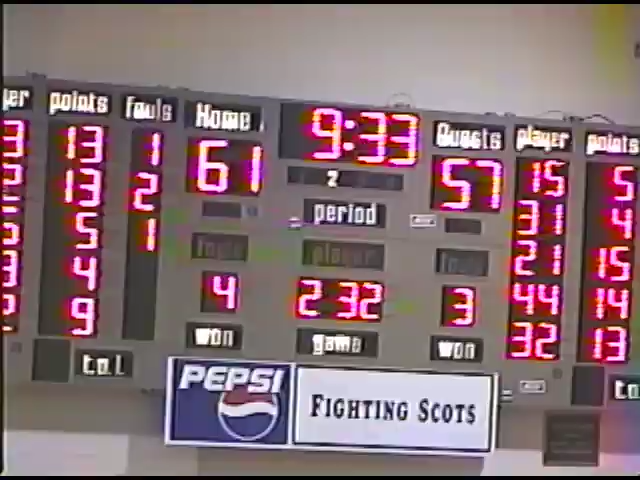 points fouls Home 9:33 Guests player points
13 1 61 57 15 5
13 2 2 31 4
5 1 period 21 15
4 4 2 32 3 44 14
9 won game won 32 13
t.o.l
PEPSI FIGHTING SCOTS